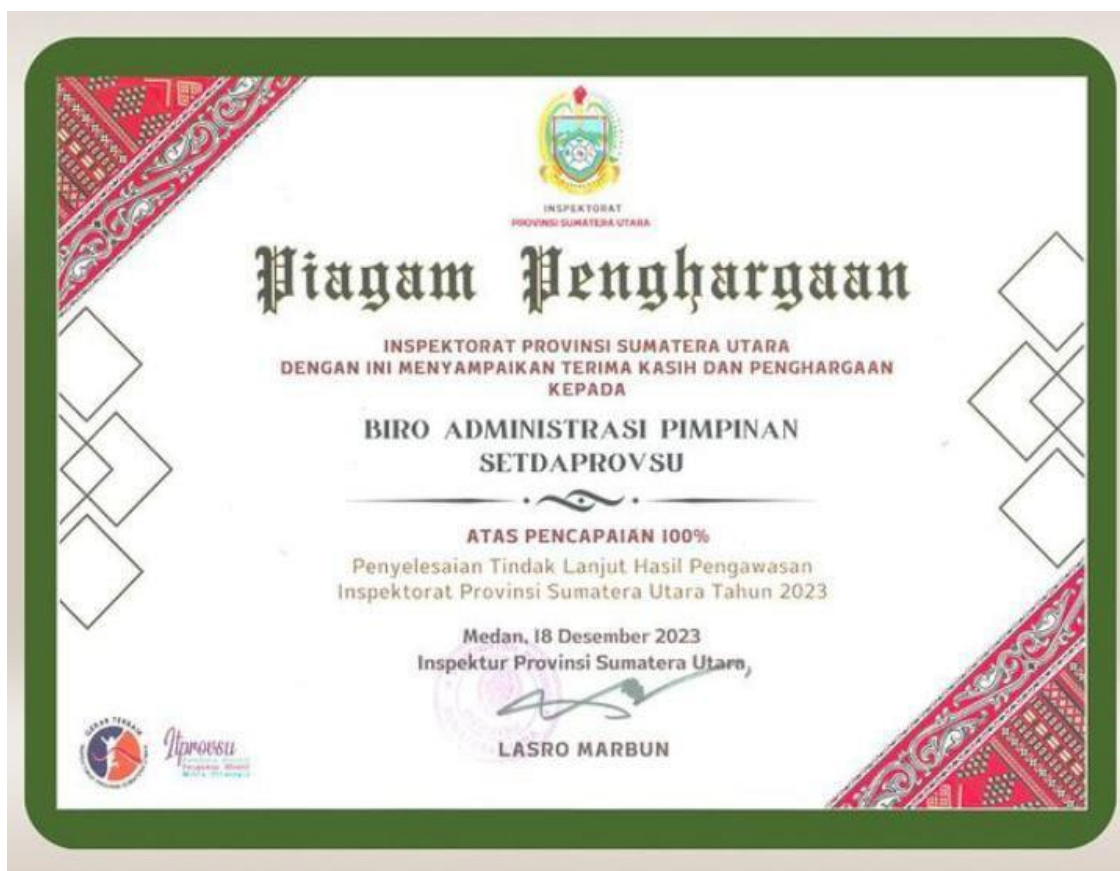 INSPEKTORAT
PROVINSI SUMATERA UTARA
Piagam Penghargaan
INSPEKTORAT PROVINSI SUMATERA UTARA
DENGAN INI MENYAMPAIKAN TERIMA KASIH DAN PENGHARGAAN
KEPADA
BIRO ADMINISTRASI PIMPINAN
SETDAPROVSU
ATAS PENCAPAIAN 100%
Penyelesaian Tindak Lanjut Hasil Pengawasan
Inspektorat Provinsi Sumatera Utara Tahun 2023
Medan, 18 Desember 2023
Inspektur Provinsi Sumatera Utara,
LASRO MARBUN
Itprovsu